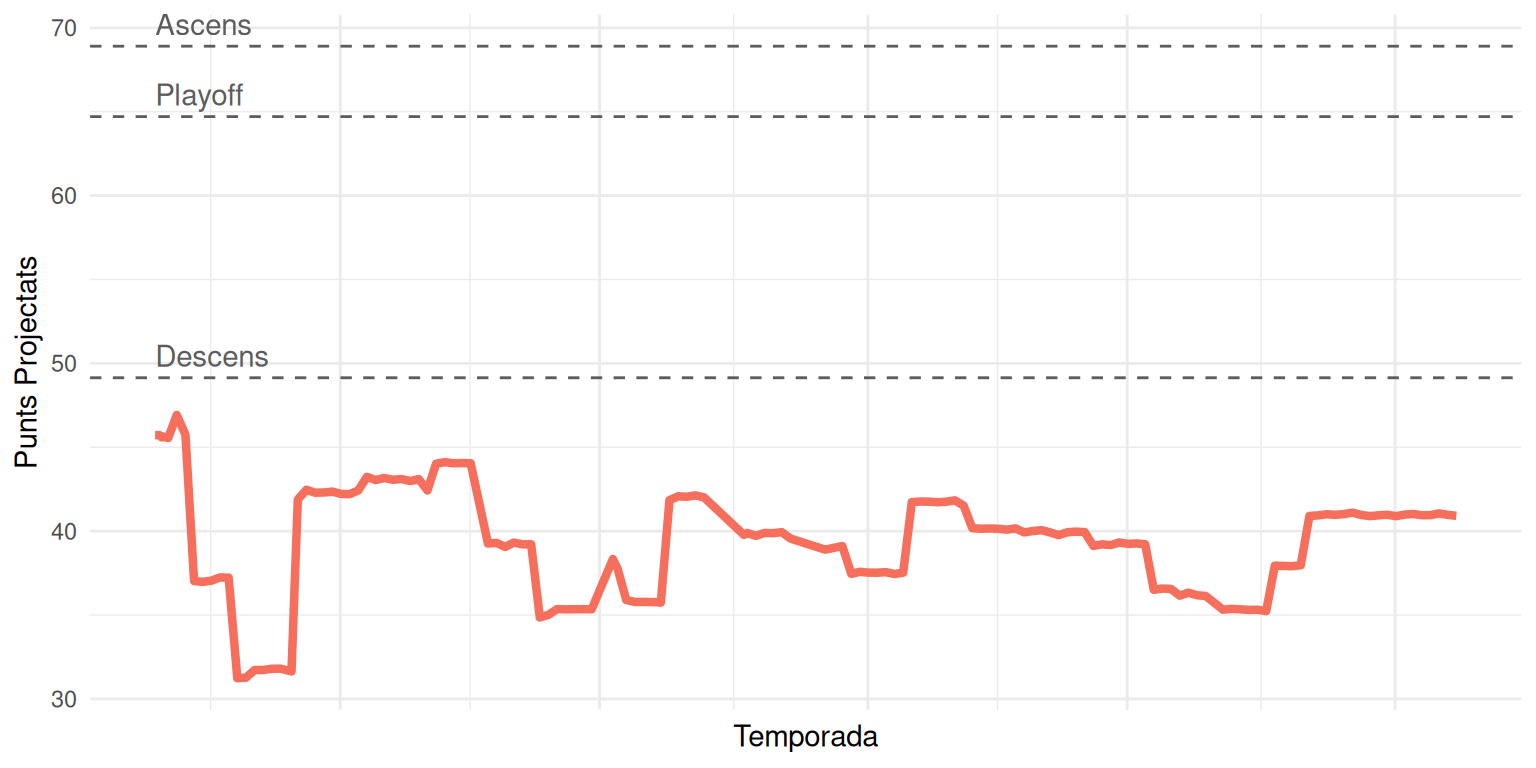 70
Ascens
Playoff
60
Descens
50
40
30
Punts Projectats
Temporada